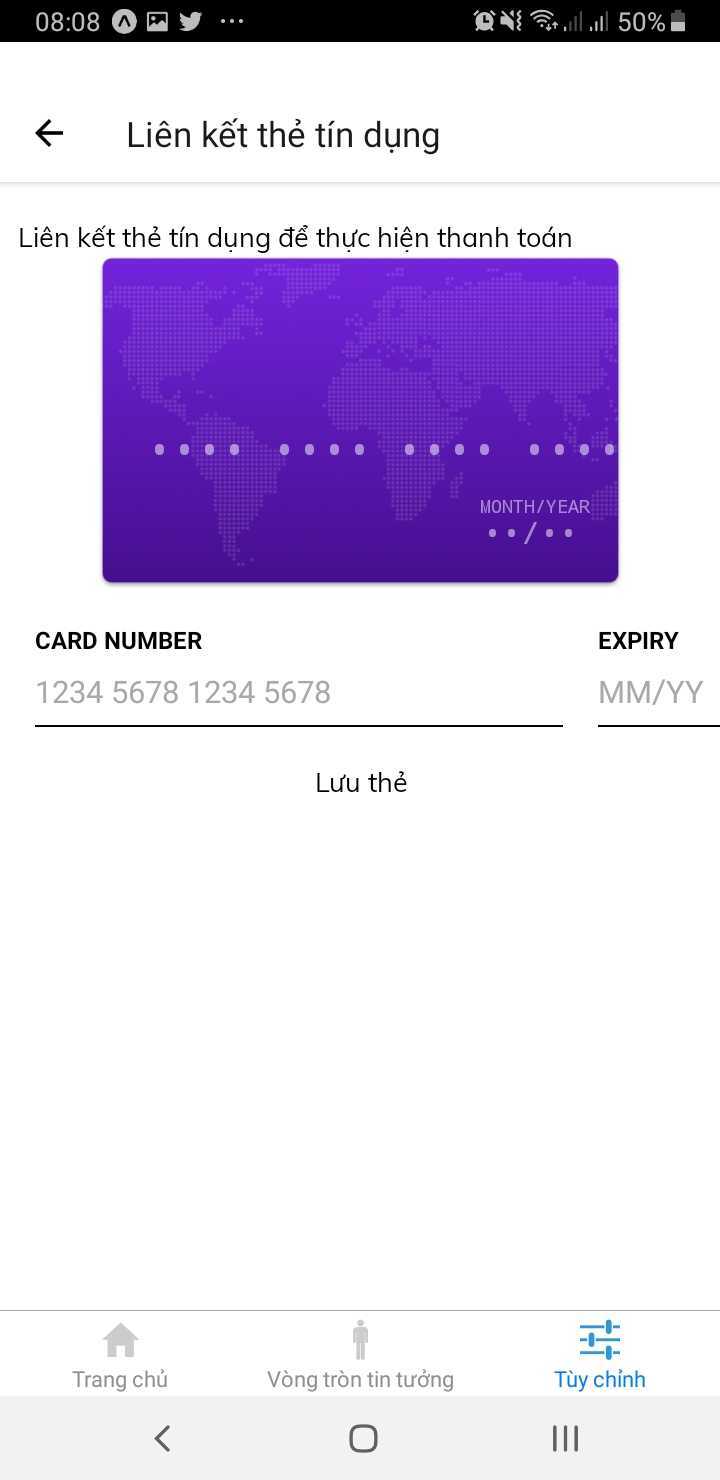 08:08 50%
Liên kết thẻ tín dụng
Liên kết thẻ tín dụng để thực hiện thanh toán
MONTH/YEAR
••/••
CARD NUMBER EXPIRY
1234 5678 1234 5678 MM/YY
Lưu thẻ
Trang chủ Vòng tròn tin tưởng Tùy chỉnh